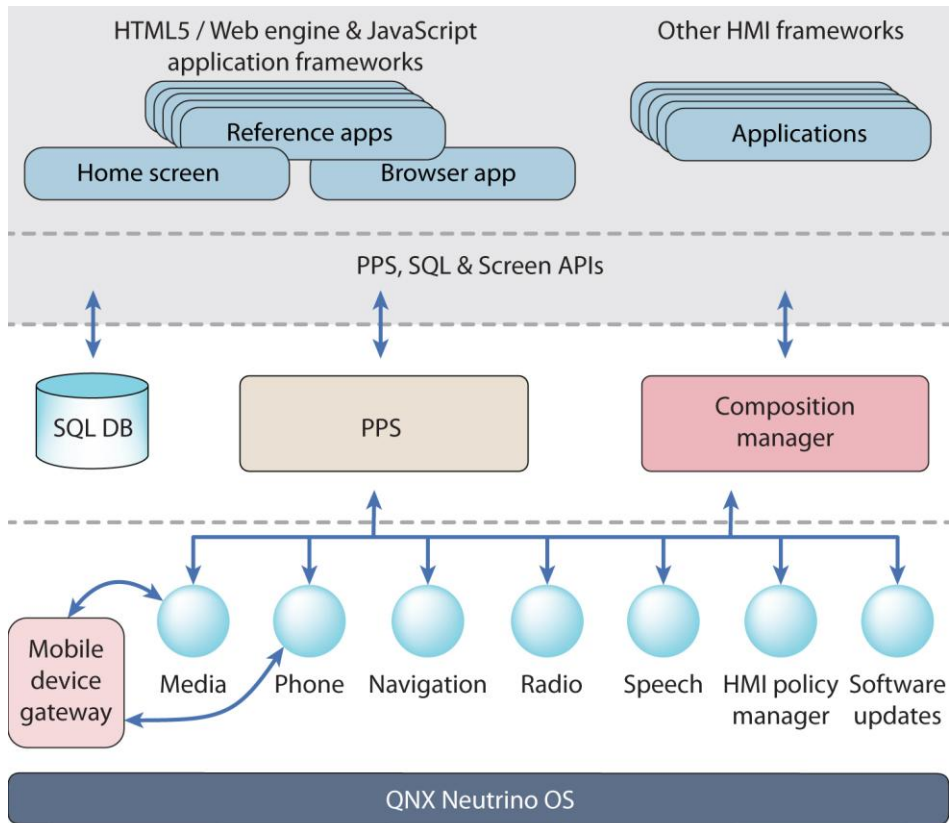 HTML5 / Web engine & JavaScript
application frameworks
Other HMI frameworks
Reference apps
Applications
Home screen
Browser app
PPS, SQL & Screen APIs
SQL DB
PPS
Composition
manager
Mobile
device
gateway
Media
Phone
Navigation
Radio
Speech
HMI policy
manager
Software
updates
QNX Neutrino OS